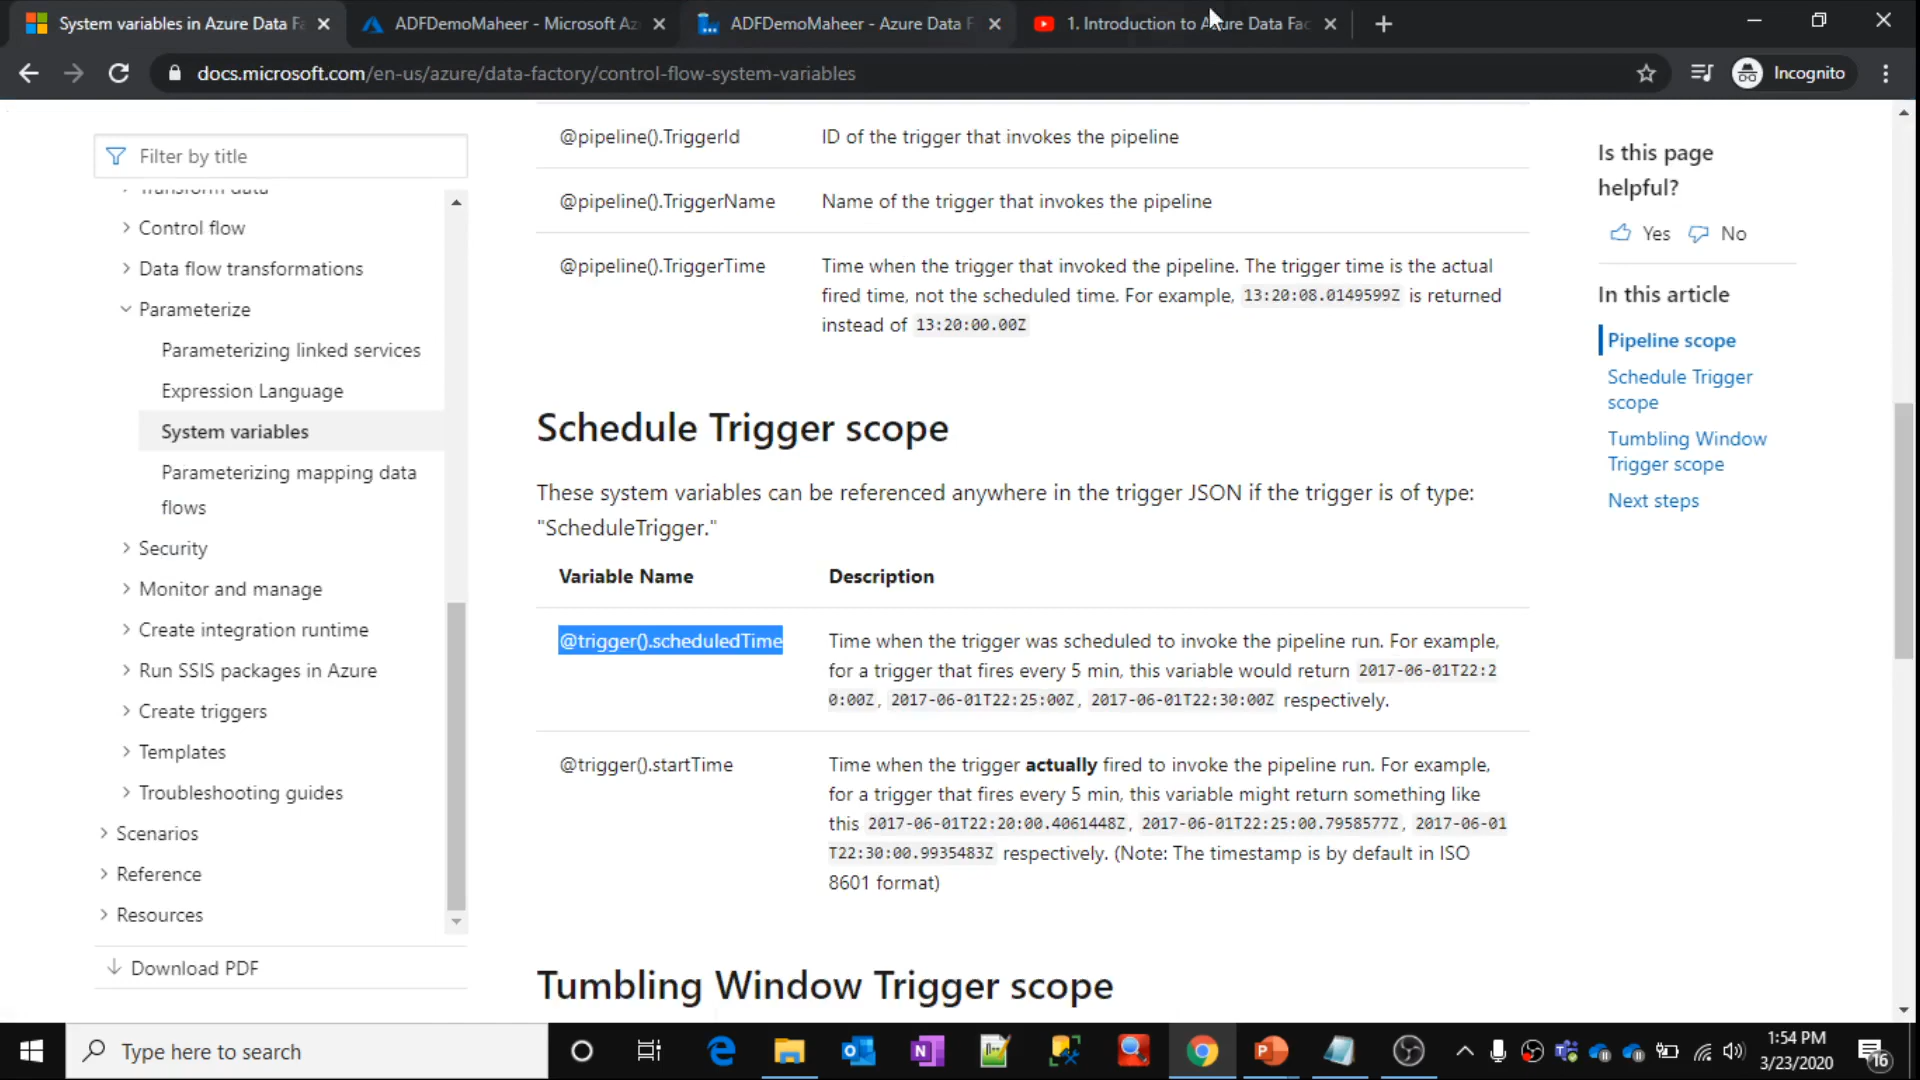 System variables in Azure Data Fa
ADFDemoMaheer - Microsoft Az
ADFDemoMaheer - Azure Data F
1. Introduction to Azure Data Fac
docs.microsoft.com/en-us/azure/data-factory/control-flow-system-variables
Incognito
Filter by title
Transform data
Control flow
Data flow transformations
Parameterize
Parameterizing linked services
Expression Language
System variables
Parameterizing mapping data
flows
Security
Monitor and manage
Create integration runtime
Run SSIS packages in Azure
Create triggers
Templates
Troubleshooting guides
Scenarios
Reference
Resources
Download PDF
@pipeline().TriggerId
ID of the trigger that invokes the pipeline
@pipeline().TriggerName
Name of the trigger that invokes the pipeline
@pipeline().TriggerTime
Time when the trigger that invoked the pipeline. The trigger time is the actual
fired time, not the scheduled time. For example, 13:20:08.0149599Z is returned
instead of 13:20:00.00Z
Schedule Trigger scope
These system variables can be referenced anywhere in the trigger JSON if the trigger is of type:
"ScheduleTrigger."
Variable Name
Description
@trigger().scheduledTime
Time when the trigger was scheduled to invoke the pipeline run. For example,
for a trigger that fires every 5 min, this variable would return 2017-06-01T22:2
0:00Z, 2017-06-01T22:25:00Z, 2017-06-01T22:30:00Z respectively.
@trigger().startTime
Time when the trigger actually fired to invoke the pipeline run. For example,
for a trigger that fires every 5 min, this variable might return something like
this 2017-06-01T22:20:00.4061448Z, 2017-06-01T22:25:00.7958577Z, 2017-06-01
T22:30:00.9935483Z respectively. (Note: The timestamp is by default in ISO
8601 format)
Tumbling Window Trigger scope
Is this page
helpful?
Yes
No
In this article
Pipeline scope
Schedule Trigger
scope
Tumbling Window
Trigger scope
Next steps
Type here to search
1:54 PM
3/23/2020
16